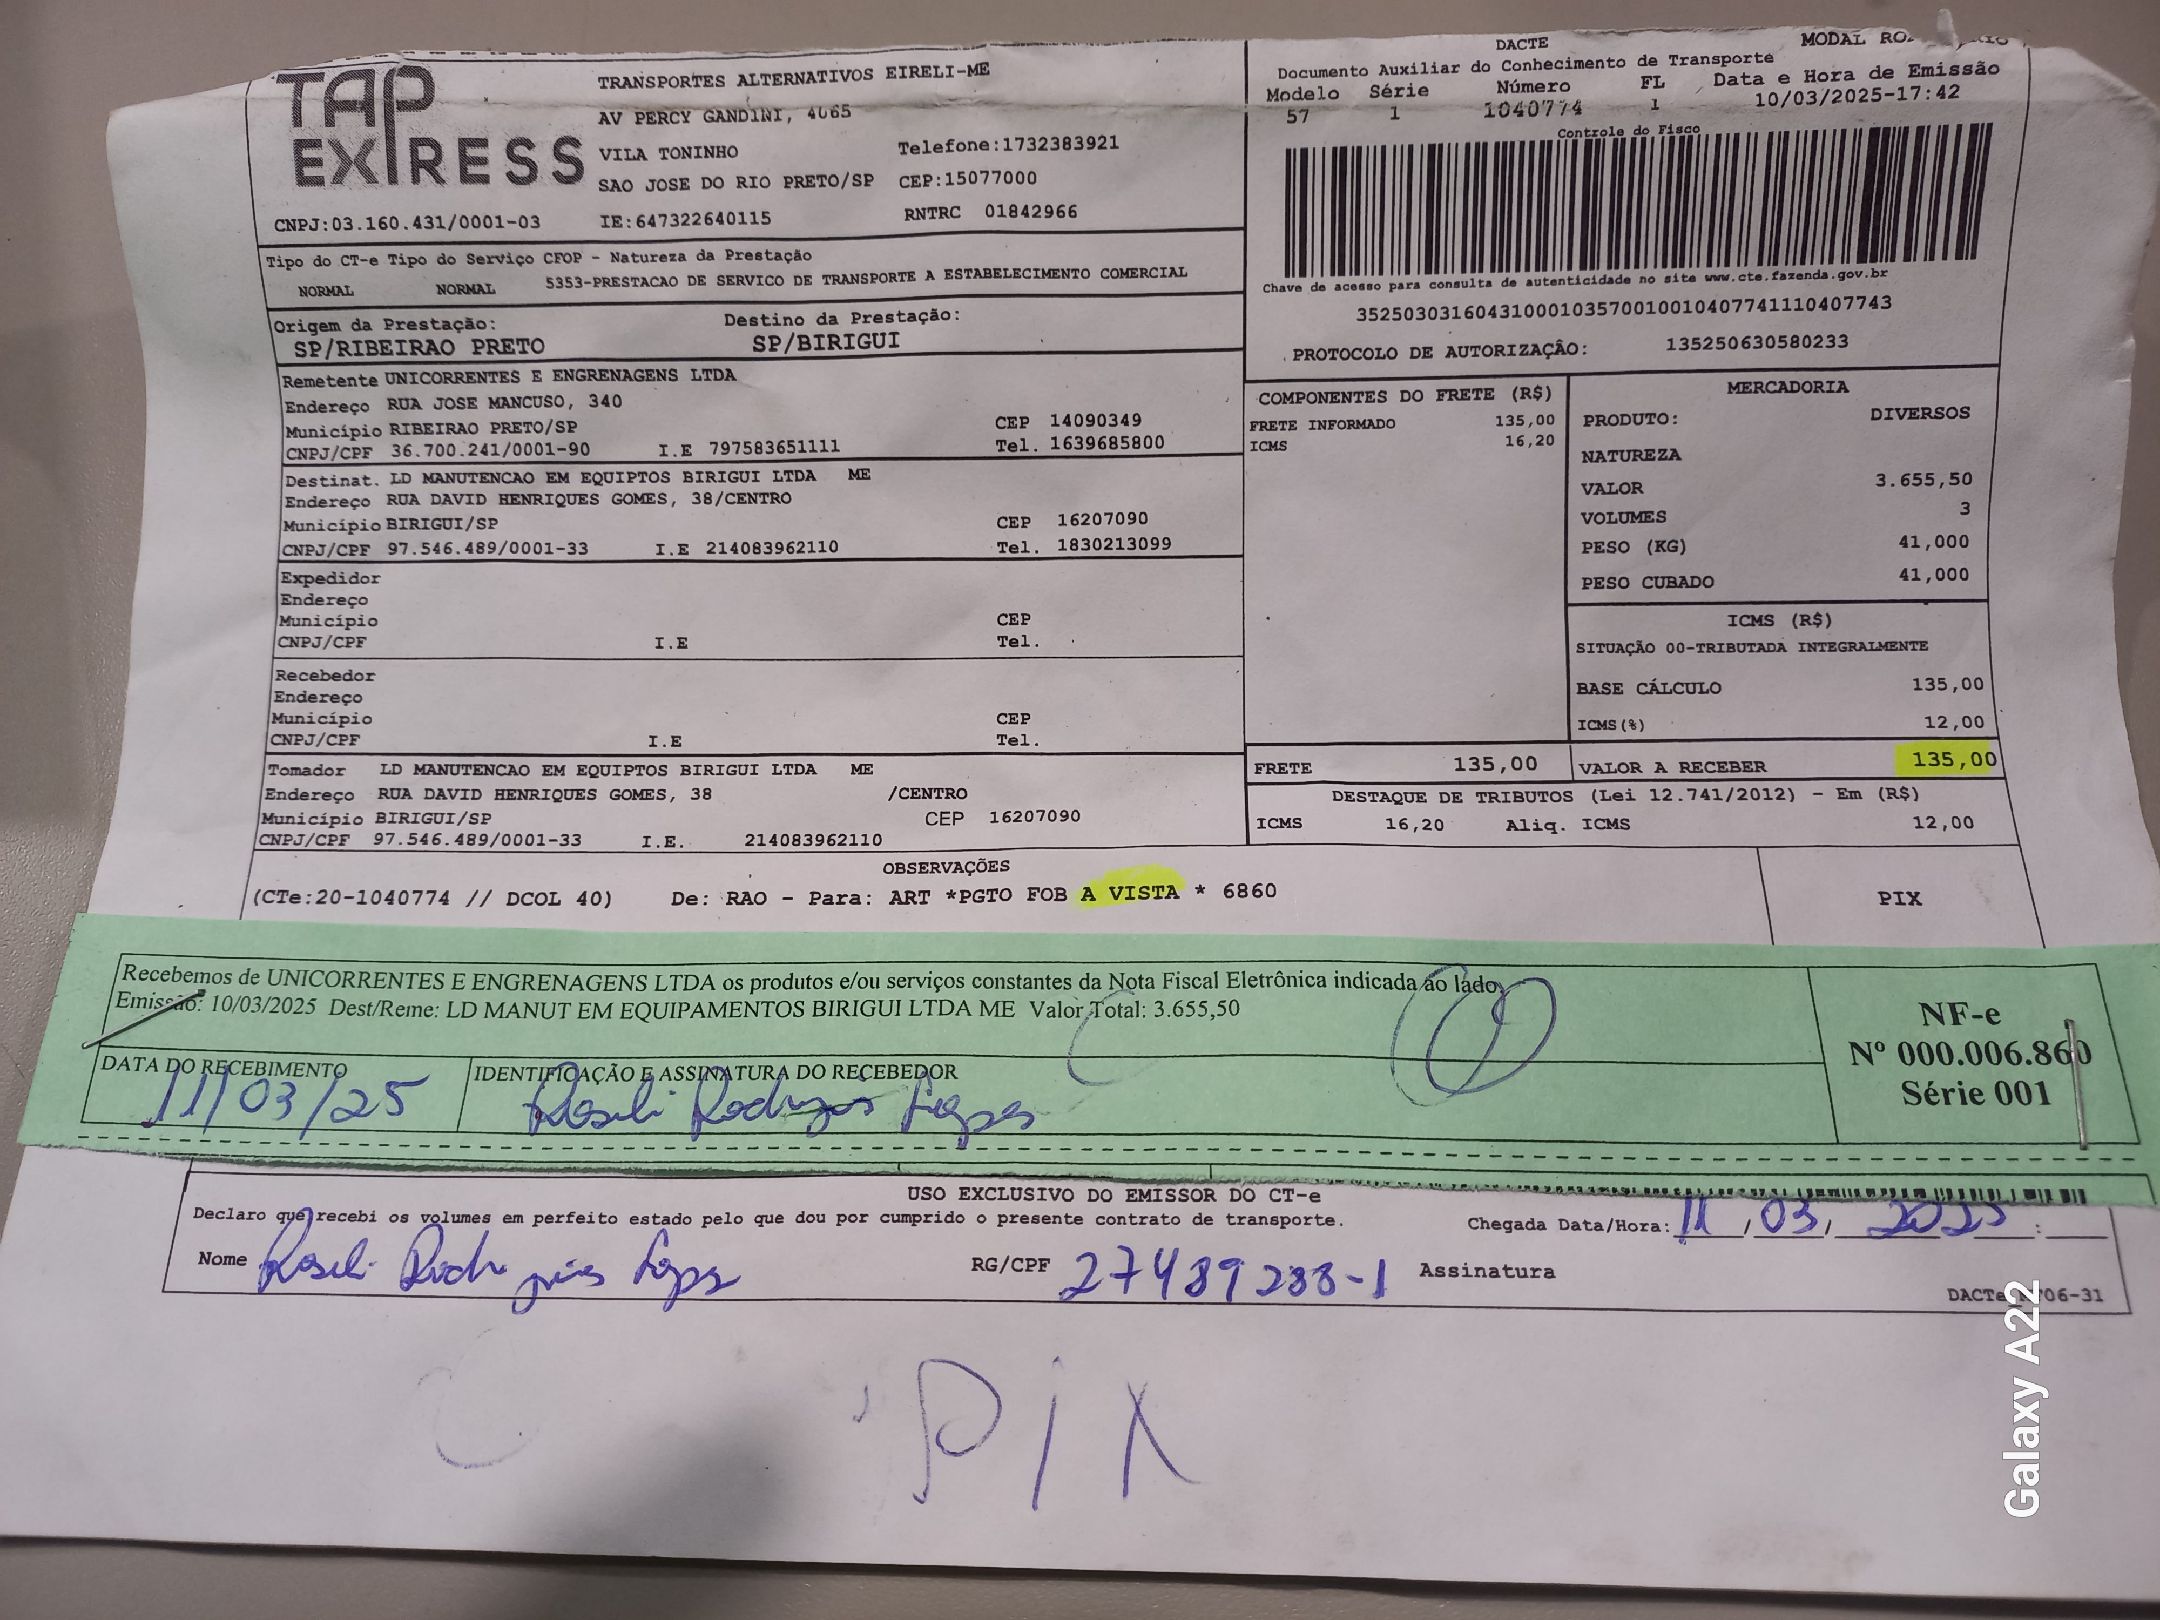 TAP EXPRESS
TRANSPORTES ALTERNATIVOS EIRELI-ME
AV PERCY GANDINI, 4065
VILA TONINHO Telefone:1732383921
SAO JOSE DO RIO PRETO/SP CEP:15077000
CNPJ:03.160.431/0001-03 IE:647322640115 RNTRC 01842966
DACTE
Documento Auxiliar do Conhecimento de Transporte
Modelo Série Número FL Data e Hora de Emissão
57 1 1040774 1 10/03/2025-17:42
Controle do Fisco
Chave de acesso para consulta de autenticidade no site www.cte.fazenda.gov.br
35250303160431000103570010010407741110407743
PROTOCOLO DE AUTORIZAÇÃO: 135250630580233
Tipo do CT-e Tipo do Serviço CFOP - Natureza da Prestação
NORMAL NORMAL 5353-PRESTACAO DE SERVICO DE TRANSPORTE A ESTABELECIMENTO COMERCIAL
Origem da Prestação: Destino da Prestação:
SP/RIBEIRAO PRETO SP/BIRIGUI
Remetente UNICORRENTES E ENGRENAGENS LTDA
Endereço RUA JOSE MANCUSO, 340
Município RIBEIRAO PRETO/SP CEP 14090349
CNPJ/CPF 36.700.241/0001-90 I.E 797583651111 Tel. 1639685800
Destinat. LD MANUTENCAO EM EQUIPTOS BIRIGUI LTDA ME
Endereço RUA DAVID HENRIQUES GOMES, 38/CENTRO
Município BIRIGUI/SP CEP 16207090
CNPJ/CPF 97.546.489/0001-33 I.E 214083962110 Tel. 1830213099
Expedidor
Endereço
Município CEP
CNPJ/CPF I.E Tel.
Recebedor
Endereço
Município CEP
CNPJ/CPF I.E Tel.
Tomador LD MANUTENCAO EM EQUIPTOS BIRIGUI LTDA ME
Endereço RUA DAVID HENRIQUES GOMES, 38 /CENTRO
Município BIRIGUI/SP CEP 16207090
CNPJ/CPF 97.546.489/0001-33 I.E. 214083962110
COMPONENTES DO FRETE (R$)
FRETE INFORMADO 135,00
ICMS 16,20
MERCADORIA
PRODUTO: DIVERSOS
NATUREZA
VALOR 3.655,50
VOLUMES 3
PESO (KG) 41,000
PESO CUBADO 41,000
ICMS (R$)
SITUAÇÃO 00-TRIBUTADA INTEGRALMENTE
BASE CÁLCULO 135,00
ICMS(%) 12,00
FRETE 135,00 VALOR A RECEBER 135,00
DESTAQUE DE TRIBUTOS (Lei 12.741/2012) - Em (R$)
ICMS 16,20 Aliq. ICMS 12,00
OBSERVAÇÕES
(CTe:20-1040774 // DCOL 40) De: RAO - Para: ART *PGTO FOB A VISTA * 6860
PIX
Recebemos de UNICORRENTES E ENGRENAGENS LTDA os produtos e/ou serviços constantes da Nota Fiscal Eletrônica indicada ao lado.
Emissão: 10/03/2025 Dest/Reme: LD MANUT EM EQUIPAMENTOS BIRIGUI LTDA ME Valor Total: 3.655,50
NF-e
Nº 000.006.860
Série 001
DATA DO RECEBIMENTO IDENTIFICAÇÃO E ASSINATURA DO RECEBEDOR
11/03/25 Roseli Rodrigues Lopes
USO EXCLUSIVO DO EMISSOR DO CT-e
Declaro que recebi os volumes em perfeito estado pelo que dou por cumprido o presente contrato de transporte. Chegada Data/Hora: 11/03/2025 :
Nome Roseli Rodrigues Lopes RG/CPF 27489288-1 Assinatura
PIX
Galaxy A22